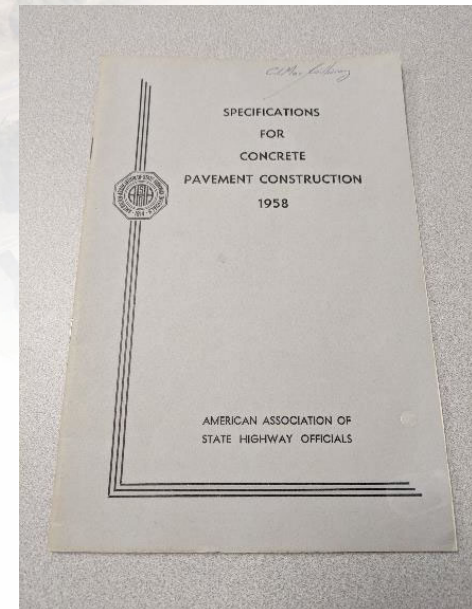 SPECIFICATIONS
FOR
CONCRETE
PAVEMENT CONSTRUCTION
1958
AMERICAN ASSOCIATION OF
STATE HIGHWAY OFFICIALS